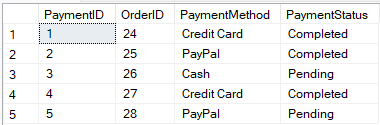 PaymentID OrderID PaymentMethod PaymentStatus
1 1 24 Credit Card Completed
2 2 25 PayPal Completed
3 3 26 Cash Pending
4 4 27 Credit Card Completed
5 5 28 PayPal Pending